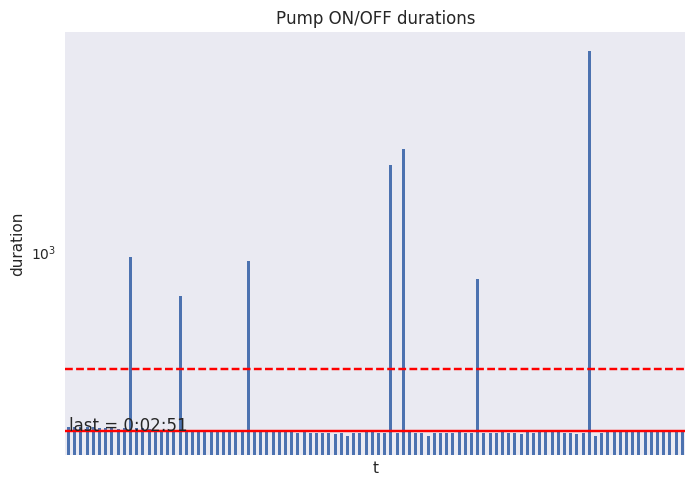 Pump ON/OFF durations
duration
10³
last = 0:02:51
t